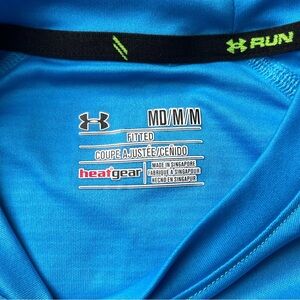 RUN
MD/M/M
FITTED
COUPE AJUSTÉE/CEÑIDO
heatgear
MADE IN SINGAPORE
FABRIQUÉ À SINGAPOUR
HECHO EN SINGAPUR